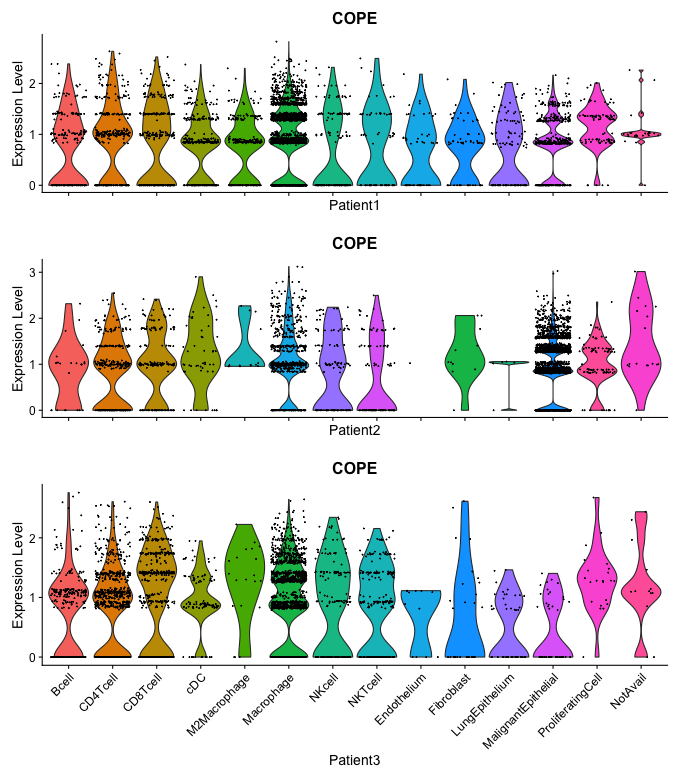 COPE
Expression Level
2
1
0
Patient1
COPE
Expression Level
3
2
1
0
Patient2
COPE
Expression Level
2
1
0
Bcell
CD4Tcell
CD8Tcell
cDC
M2Macrophage
Macrophage
NKcell
NKTcell
Endothelium
Fibroblast
LungEpithelium
MalignantEpithelial
ProliferatingCell
NotAvail
Patient3